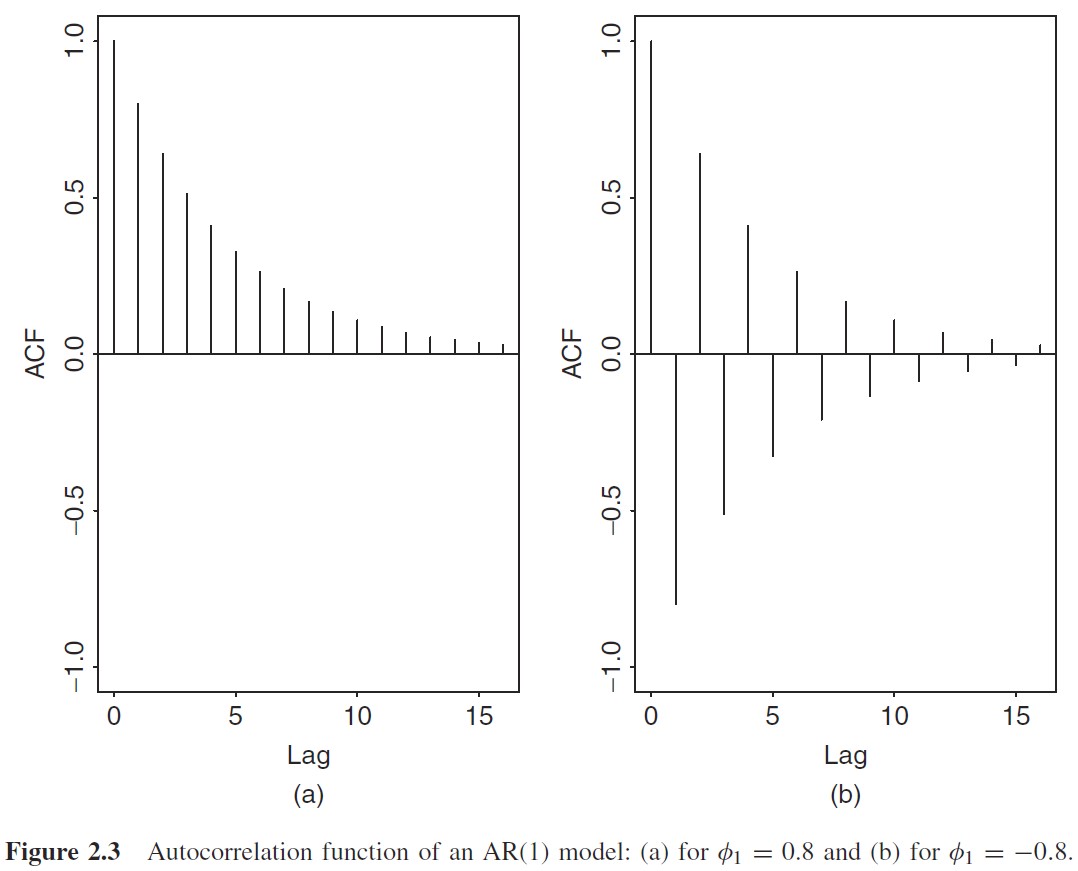 1.0
0.5
0.0
−0.5
−1.0
ACF
0 5 10 15
Lag
(a)
1.0
0.5
0.0
−0.5
−1.0
ACF
0 5 10 15
Lag
(b)
Figure 2.3 Autocorrelation function of an AR(1) model: (a) for ϕ₁ = 0.8 and (b) for ϕ₁ = −0.8.